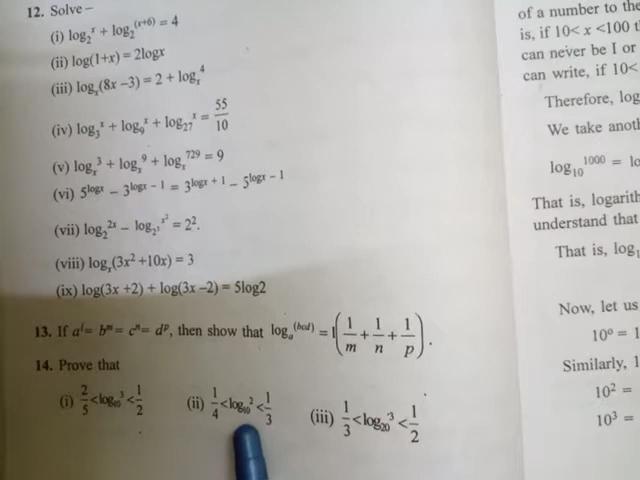 12. Solve –
(i) log₂ˣ + log₂⁽ˣ⁺⁶⁾ = 4
(ii) log(1+x) = 2logx
(iii) logₓ(8x –3) = 2 + logₓ⁴
(iv) log₃ˣ + log₉ˣ + log₂₇ˣ = 55/10
(v) logₓ³ + logₓ⁹ + logₓ⁷²⁹ = 9
(vi) 5^logx – 3^logx – 1 = 3^logx + 1 – 5^logx – 1
(vii) log₂²ˣ – = 2².
(viii) logₓ(3x² +10x) = 3
(ix) log(3x +2) + log(3x –2) = 5log2
13. If aˡ= bᵐ= cⁿ= dᵖ, then show that logₐ^(bcd) = l(1/m + 1/n + 1/p).
14. Prove that
(i) 2/5 <log₁₀³ < 1/2 (ii) 1/4 <log₁₀² < 1/3 (iii) 1/3 <log₂₀³ < 1/2
of a number to the
is, if 10< x <100 t
can never be I or
can write, if 10<
Therefore, log
We take anoth
log₁₀¹⁰⁰⁰ = lo
That is, logarith
understand that
That is, log₁
Now, let us
10⁰ = 1
Similarly, 1
10² =
10³ =